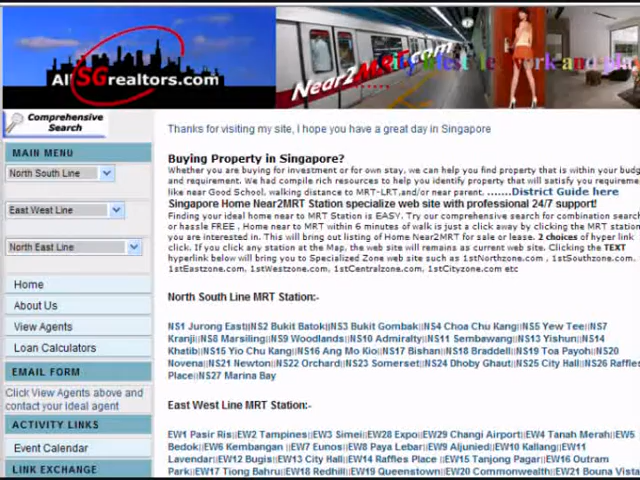 AllSGrealtors.com
Near2MRT.com
work and play
Comprehensive
Search
MAIN MENU
North South Line
East West Line
North East Line
Home
About Us
View Agents
Loan Calculators
EMAIL FORM
Click View Agents above and
contact your ideal agent
ACTIVITY LINKS
Event Calendar
LINK EXCHANGE
Thanks for visiting my site, I hope you have a great day in Singapore
Buying Property in Singapore?
Whether you are buying for investment or for own stay, we can help you find property that is within your budg
and requirement. We had compile rich resources to help you identify property that will satisfy you requireme
like near Good School, walking distance to MRT-LRT,and/or near parent. .......District Guide here
Singapore Home Near2MRT Station specialize web site with professional 24/7 support!
Finding your ideal home near to MRT Station is EASY. Try our comprehensive search for combination search
or hassle FREE , Home near to MRT within 6 minutes of walk is just a click away by clicking the MRT station
you are interested in. This will bring out listing of Home Near2MRT for sale or lease. 2 choices of hyper link
click. If you click any station at the Map, the web site will remains as current web site. Clicking the TEXT
hyperlink below will bring you to Specialized Zone web site such as 1stNorthzone.com , 1stSouthzone.com
1stEastzone.com, 1stWestzone.com, 1stCentralzone.com, 1stCityzone.com etc
North South Line MRT Station:-
NS1 Jurong East||NS2 Bukit Batok||NS3 Bukit Gombak||NS4 Choa Chu Kang||NS5 Yew Tee||NS7
Kranji||NS8 Marsiling||NS9 Woodlands||NS10 Admiralty||NS11 Sembawang||NS13 Yishun||NS14
Khatib||NS15 Yio Chu Kang||NS16 Ang Mo Kio||NS17 Bishan||NS18 Braddell||NS19 Toa Payoh||NS20
Novena||NS21 Newton||NS22 Orchard||NS23 Somerset||NS24 Dhoby Ghaut||NS25 City Hall||NS26 Raffles
Place||NS27 Marina Bay
East West Line MRT Station:-
EW1 Pasir Ris||EW2 Tampines||EW3 Simei||EW28 Expo||EW29 Changi Airport||EW4 Tanah Merah||EW5
Bedok||EW6 Kembangan ||EW7 Eunos||EW8 Paya Lebar||EW9 Aljunied||EW10 Kallang||EW11
Lavender||EW12 Bugis||EW13 City Hall||EW14 Raffles Place ||EW15 Tanjong Pagar||EW16 Outram
Park||EW17 Tiong Bahru||EW18 Redhill||EW19 Queenstown||EW20 Commonwealth||EW21 Bouna Vista